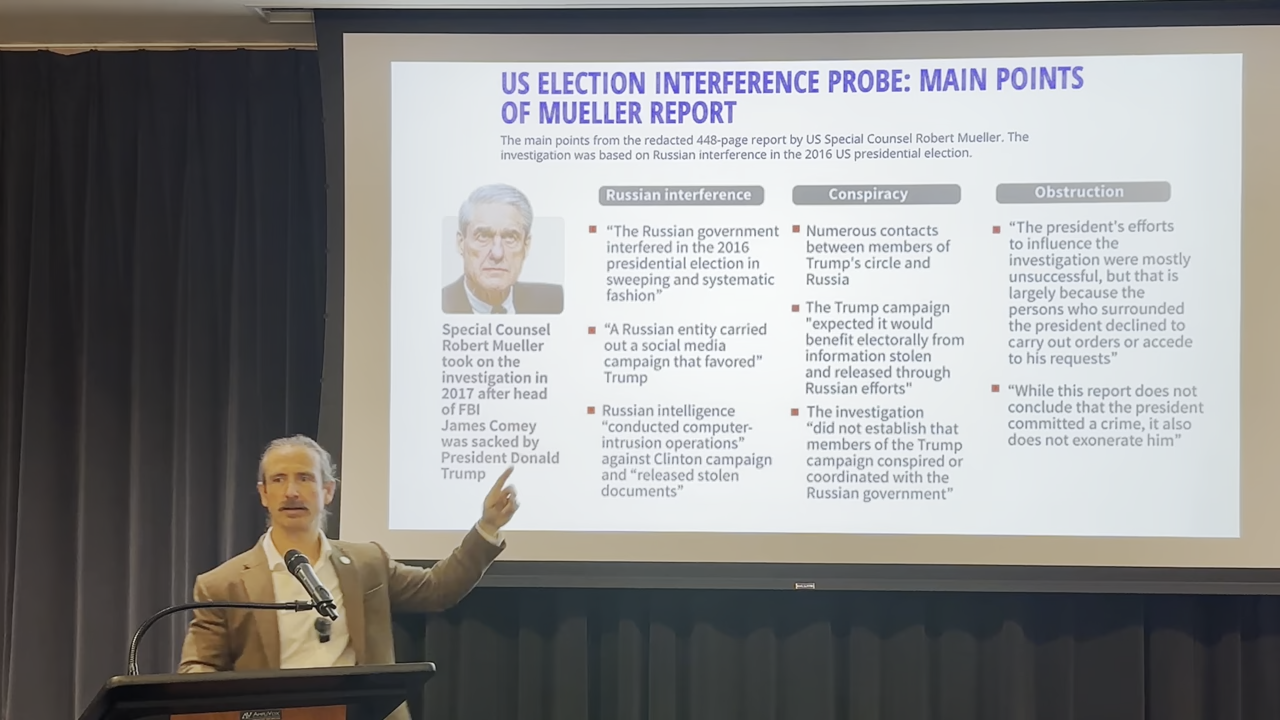 US ELECTION INTERFERENCE PROBE: MAIN POINTS
OF MUELLER REPORT
The main points from the redacted 448-page report by US Special Counsel Robert Mueller. The
investigation was based on Russian interference in the 2016 US presidential election.
Special Counsel
Robert Mueller
took on the
investigation in
2017 after head
of FBI
James Comey
was sacked by
President Donald
Trump
Russian interference
“The Russian government
interfered in the 2016
presidential election in
sweeping and systematic
fashion”
“A Russian entity carried
out a social media
campaign that favored”
Trump
Russian intelligence
“conducted computer-
intrusion operations”
against Clinton campaign
and “released stolen
documents”
Conspiracy
Numerous contacts
between members of
Trump's circle and
Russia
The Trump campaign
"expected it would
benefit electorally from
information stolen
and released through
Russian efforts"
The investigation
“did not establish that
members of the Trump
campaign conspired or
coordinated with the
Russian government”
Obstruction
“The president's efforts
to influence the
investigation were mostly
unsuccessful, but that is
largely because the
persons who surrounded
the president declined to
carry out orders or accede
to his requests”
“While this report does not
conclude that the president
committed a crime, it also
does not exonerate him”